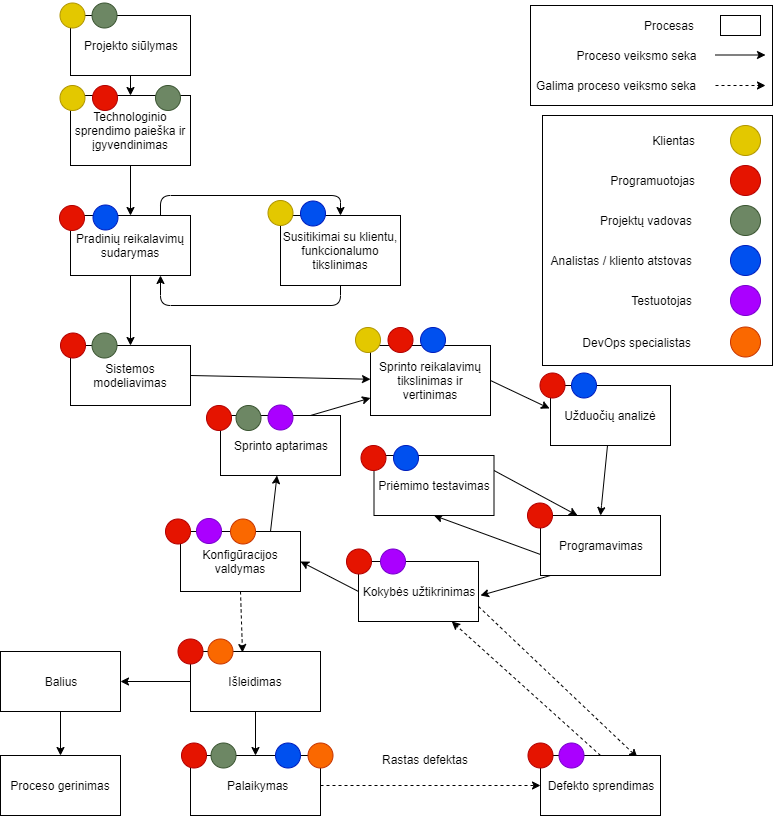 Projekto siūlymas
Procesas
Proceso veiksmo seka
Galima proceso veiksmo seka
Technologinio
sprendimo paieška ir
įgyvendinimas
Klientas
Programuotojas
Projektų vadovas
Analistas / kliento atstovas
Testuotojas
DevOps specialistas
Pradinių reikalavimų
sudarymas
Susitikimai su klientu,
funkcionalumo
tikslinimas
Sistemos
modeliavimas
Sprinto reikalavimų
tikslinimas ir
vertinimas
Užduočių analizė
Sprinto aptarimas
Priėmimo testavimas
Programavimas
Konfigūracijos
valdymas
Kokybės užtikrinimas
Balius
Išleidimas
Proceso gerinimas
Palaikymas
Rastas defektas
Defekto sprendimas